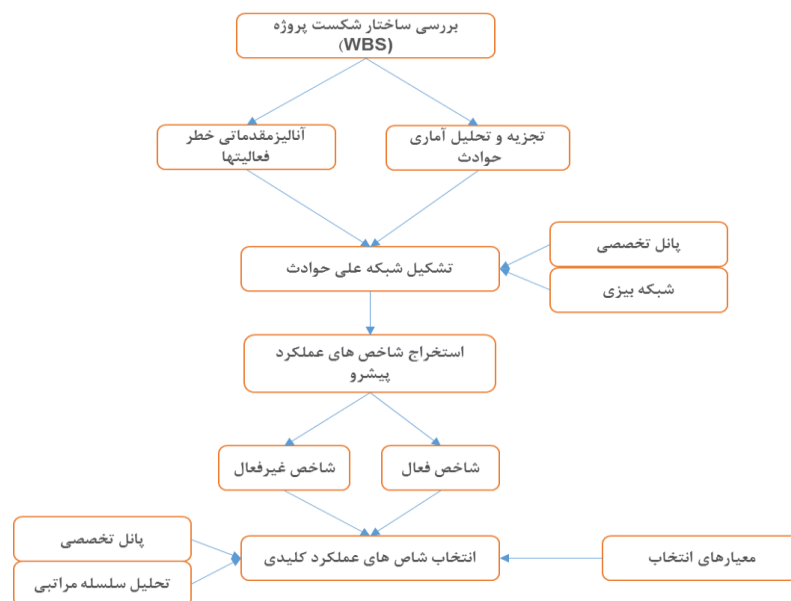 بررسی ساختار شکست پروژه
(WBS)
آنالیزمقدماتی خطر
فعالیتها
تجزیه و تحلیل آماری
حوادث
تشکیل شبکه علی حوادث
پانل تخصصی
شبکه بیزی
استخراج شاخص های عملکرد
پیشرو
شاخص غیرفعال
شاخص فعال
پانل تخصصی
تحلیل سلسله مراتبی
انتخاب شاص های عملکرد کلیدی
معیارهای انتخاب